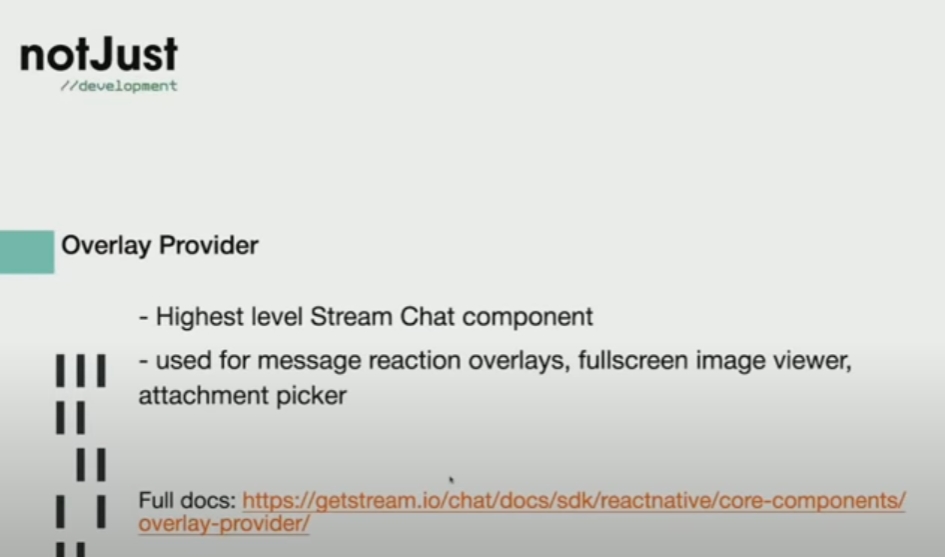 notJust
//development
Overlay Provider
- Highest level Stream Chat component
- used for message reaction overlays, fullscreen image viewer,
attachment picker
Full docs: https://getstream.io/chat/docs/sdk/reactnative/core-components/
overlay-provider/